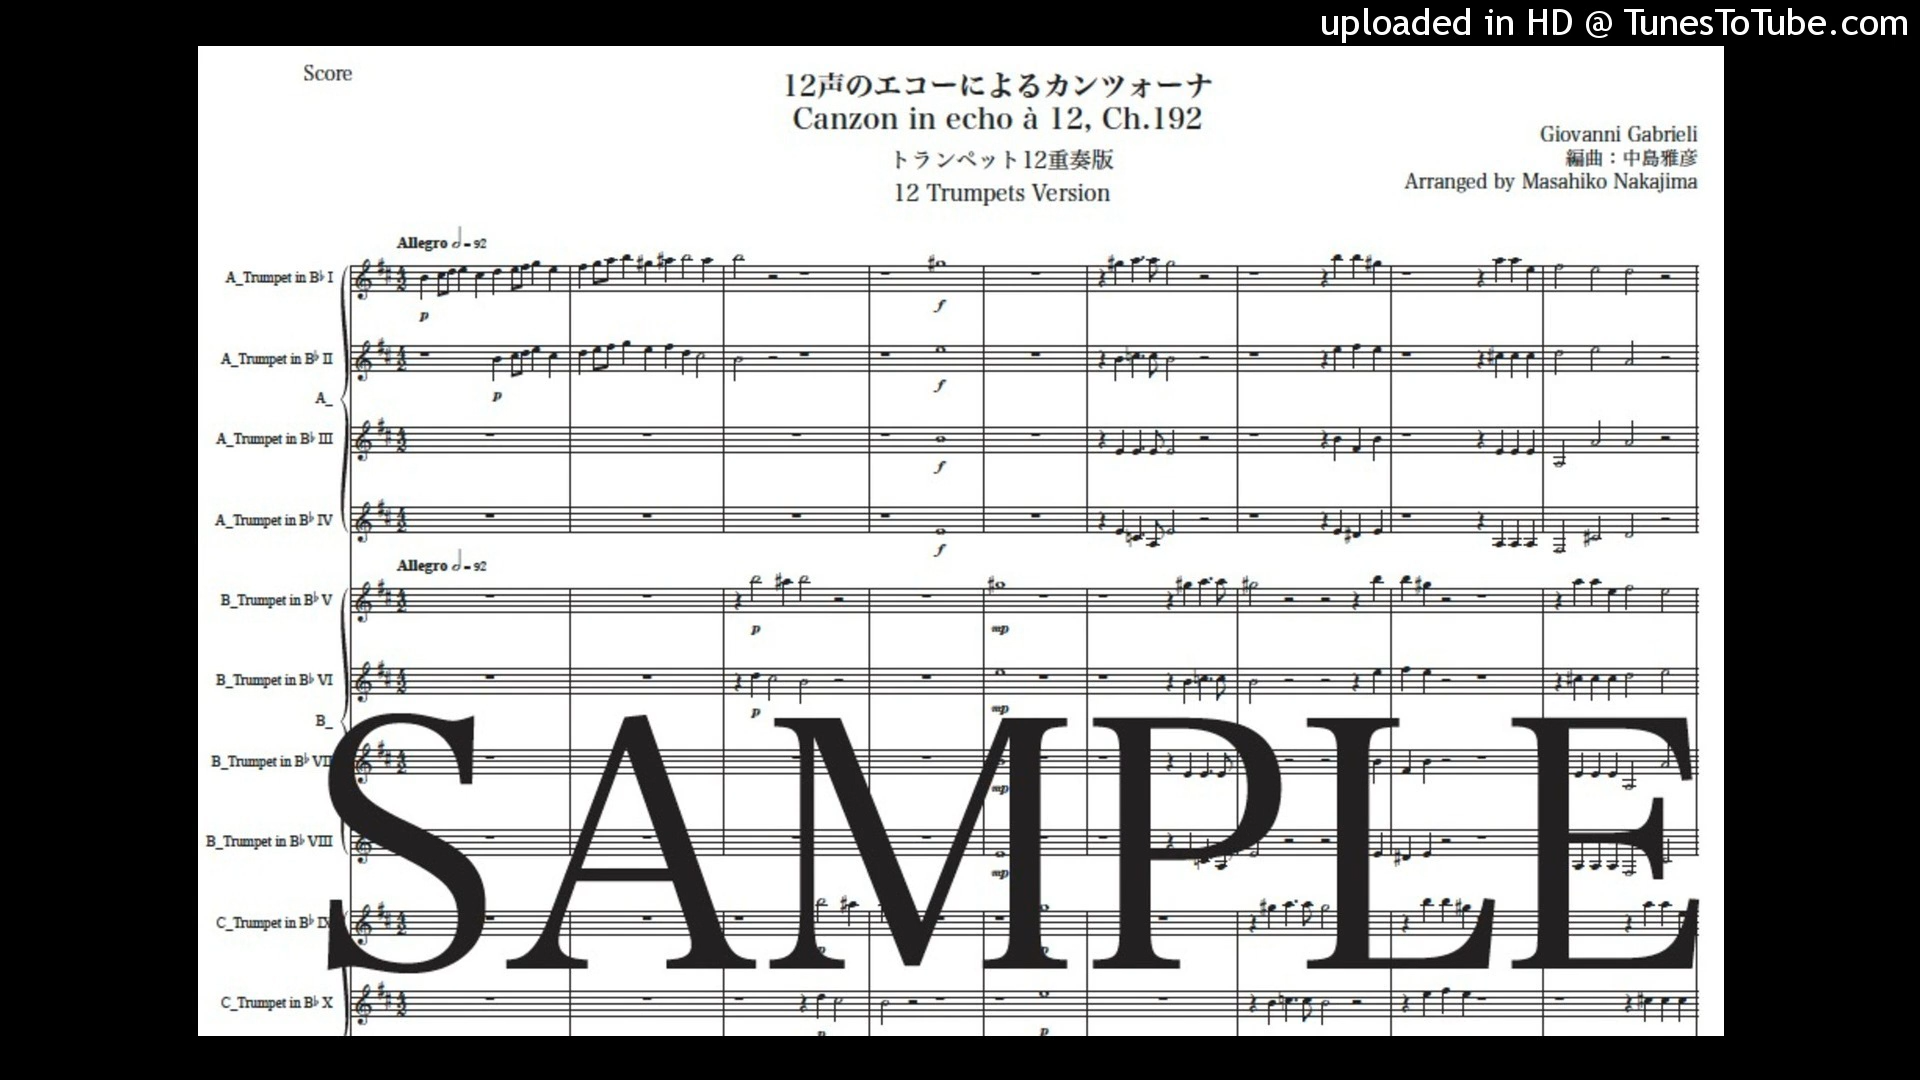 uploaded in HD @ TunesToTube.com
Score
12声のエコーによるカンツォーナ
Canzon in echo à 12, Ch.192
トランペット12重奏版
12 Trumpets Version
Giovanni Gabrieli
編曲：中島雅彦
Arranged by Masahiko Nakajima
Allegro 𝅗𝅥 = 92
A_Trumpet in B♭ I
p
f
A_Trumpet in B♭ II
p
f
A_
A_Trumpet in B♭ III
f
A_Trumpet in B♭ IV
f
Allegro 𝅗𝅥 = 92
B_Trumpet in B♭ V
p
mp
B_Trumpet in B♭ VI
p
mp
B_
B_Trumpet in B♭ VII
mp
B_Trumpet in B♭ VIII
mp
SAMPLE
C_Trumpet in B♭ IX
p
p
C_Trumpet in B♭ X
p
p